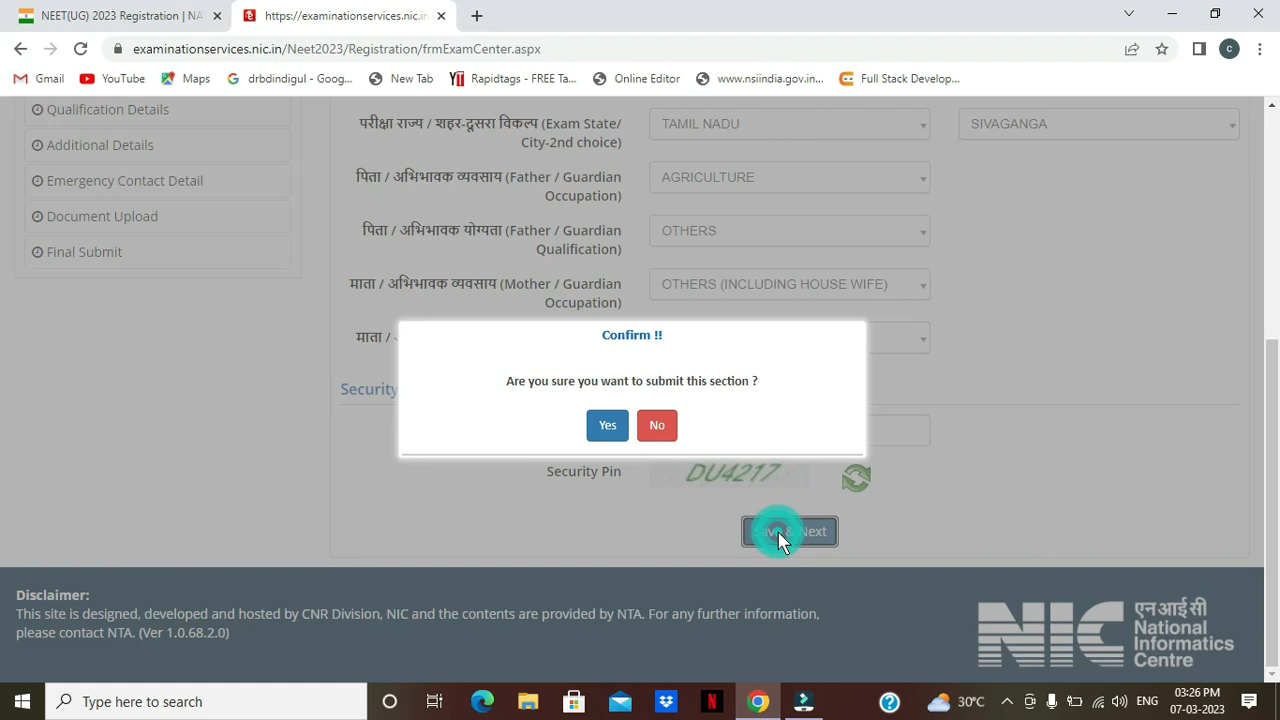 NEET(UG) 2023 Registration | NA
https://examinationservices.nic.in
examinationservices.nic.in/Neet2023/Registration/frmExamCenter.aspx
c
Gmail YouTube Maps drbdindigul - Goog... New Tab Rapidtags - FREE Ta... Online Editor www.nsiindia.gov.in... Full Stack Develop...
Qualification Details
Additional Details
Emergency Contact Detail
Document Upload
Final Submit
परीक्षा राज्य / शहर-दूसरा विकल्प (Exam State/
City-2nd choice)
TAMIL NADU
SIVAGANGA
पिता / अभिभावक व्यवसाय (Father / Guardian
Occupation)
AGRICULTURE
पिता / अभिभावक योग्यता (Father / Guardian
Qualification)
OTHERS
माता / अभिभावक व्यवसाय (Mother / Guardian
Occupation)
OTHERS (INCLUDING HOUSE WIFE)
माता /
Confirm !!
Are you sure you want to submit this section ?
Yes No
Security
Security Pin
DU4217
Save & Next
Disclaimer:
This site is designed, developed and hosted by CNR Division, NIC and the contents are provided by NTA. For any further information,
please contact NTA. (Ver 1.0.68.2.0)
NIC
एनआईसी
National
Informatics
Centre
Type here to search
30°C
ENG
03:26 PM
07-03-2023